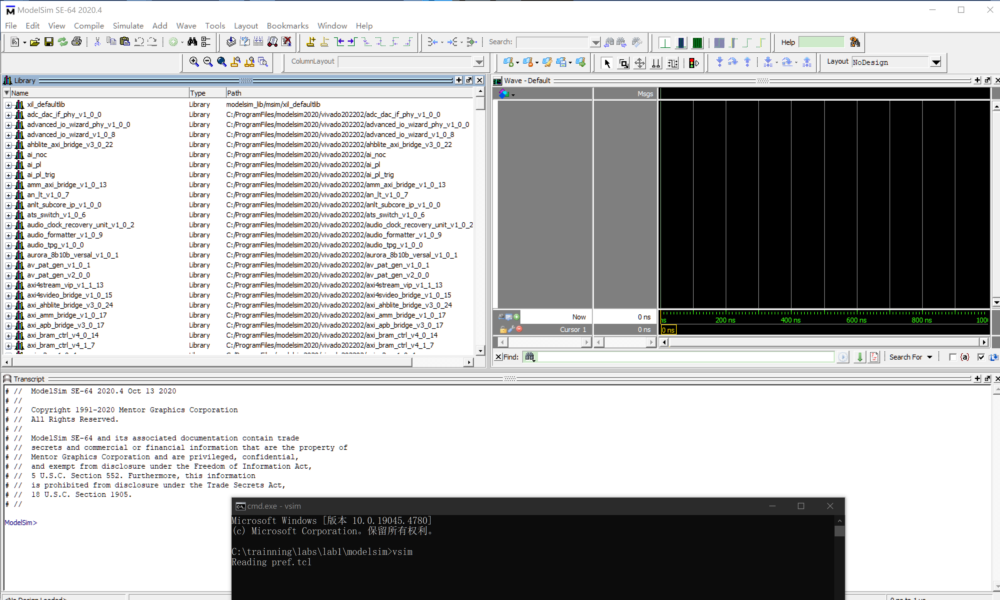 ModelSim SE-64 2020.4
File Edit View Compile Simulate Add Wave Tools Layout Bookmarks Window Help
Search:
Help
ColumnLayout
Layout NoDesign
Library
Name Type Path
xil_defaultlib Library modelsim_lib/msim/xil_defaultlib
adc_dac_if_phy_v1_0_0 Library C:/ProgramFiles/modelsim2020/vivado202202/adc_dac_if_phy_v1_0_0
advanced_io_wizard_phy_v1_0_0 Library C:/ProgramFiles/modelsim2020/vivado202202/advanced_io_wizard_phy_v1_0_0
advanced_io_wizard_v1_0_8 Library C:/ProgramFiles/modelsim2020/vivado202202/advanced_io_wizard_v1_0_8
ahblite_axi_bridge_v3_0_22 Library C:/ProgramFiles/modelsim2020/vivado202202/ahblite_axi_bridge_v3_0_22
ai_noc Library C:/ProgramFiles/modelsim2020/vivado202202/ai_noc
ai_pl Library C:/ProgramFiles/modelsim2020/vivado202202/ai_pl
ai_pl_trig Library C:/ProgramFiles/modelsim2020/vivado202202/ai_pl_trig
amm_axi_bridge_v1_0_13 Library C:/ProgramFiles/modelsim2020/vivado202202/amm_axi_bridge_v1_0_13
an_lt_v1_0_7 Library C:/ProgramFiles/modelsim2020/vivado202202/an_lt_v1_0_7
anlt_subcore_ip_v1_0_0 Library C:/ProgramFiles/modelsim2020/vivado202202/anlt_subcore_ip_v1_0_0
ats_switch_v1_0_6 Library C:/ProgramFiles/modelsim2020/vivado202202/ats_switch_v1_0_6
audio_clock_recovery_unit_v1_0_2 Library C:/ProgramFiles/modelsim2020/vivado202202/audio_clock_recovery_unit_v1_0_2
audio_formatter_v1_0_9 Library C:/ProgramFiles/modelsim2020/vivado202202/audio_formatter_v1_0_9
audio_tpg_v1_0_0 Library C:/ProgramFiles/modelsim2020/vivado202202/audio_tpg_v1_0_0
aurora_8b10b_versal_v1_0_1 Library C:/ProgramFiles/modelsim2020/vivado202202/aurora_8b10b_versal_v1_0_1
av_pat_gen_v1_0_1 Library C:/ProgramFiles/modelsim2020/vivado202202/av_pat_gen_v1_0_1
av_pat_gen_v2_0_0 Library C:/ProgramFiles/modelsim2020/vivado202202/av_pat_gen_v2_0_0
axi4stream_vip_v1_1_13 Library C:/ProgramFiles/modelsim2020/vivado202202/axi4stream_vip_v1_1_13
axi4svideo_bridge_v1_0_15 Library C:/ProgramFiles/modelsim2020/vivado202202/axi4svideo_bridge_v1_0_15
axi_ahblite_bridge_v3_0_24 Library C:/ProgramFiles/modelsim2020/vivado202202/axi_ahblite_bridge_v3_0_24
axi_amm_bridge_v1_0_17 Library C:/ProgramFiles/modelsim2020/vivado202202/axi_amm_bridge_v1_0_17
axi_apb_bridge_v3_0_17 Library C:/ProgramFiles/modelsim2020/vivado202202/axi_apb_bridge_v3_0_17
axi_bram_ctrl_v4_0_14 Library C:/ProgramFiles/modelsim2020/vivado202202/axi_bram_ctrl_v4_0_14
axi_bram_ctrl_v4_1_7 Library C:/ProgramFiles/modelsim2020/vivado202202/axi_bram_ctrl_v4_1_7
Wave - Default
Msgs
Now 0 ns
200 ns 400 ns 600 ns 800 ns
Cursor 1 0 ns 0 ns
Find: Search For {a}
Transcript
# // ModelSim SE-64 2020.4 Oct 13 2020
# //
# // Copyright 1991-2020 Mentor Graphics Corporation
# // All Rights Reserved.
# //
# // ModelSim SE-64 and its associated documentation contain trade
# // secrets and commercial or financial information that are the property of
# // Mentor Graphics Corporation and are privileged, confidential,
# // and exempt from disclosure under the Freedom of Information Act,
# // 5 U.S.C. Section 552. Furthermore, this information
# // is prohibited from disclosure under the Trade Secrets Act,
# // 18 U.S.C. Section 1905.
# //
ModelSim>
cmd.exe - vsim
Microsoft Windows [版本 10.0.19045.4780]
(c) Microsoft Corporation。保留所有权利。
C:\trainning\labs\lab1\modelsim>vsim
Reading pref.tcl